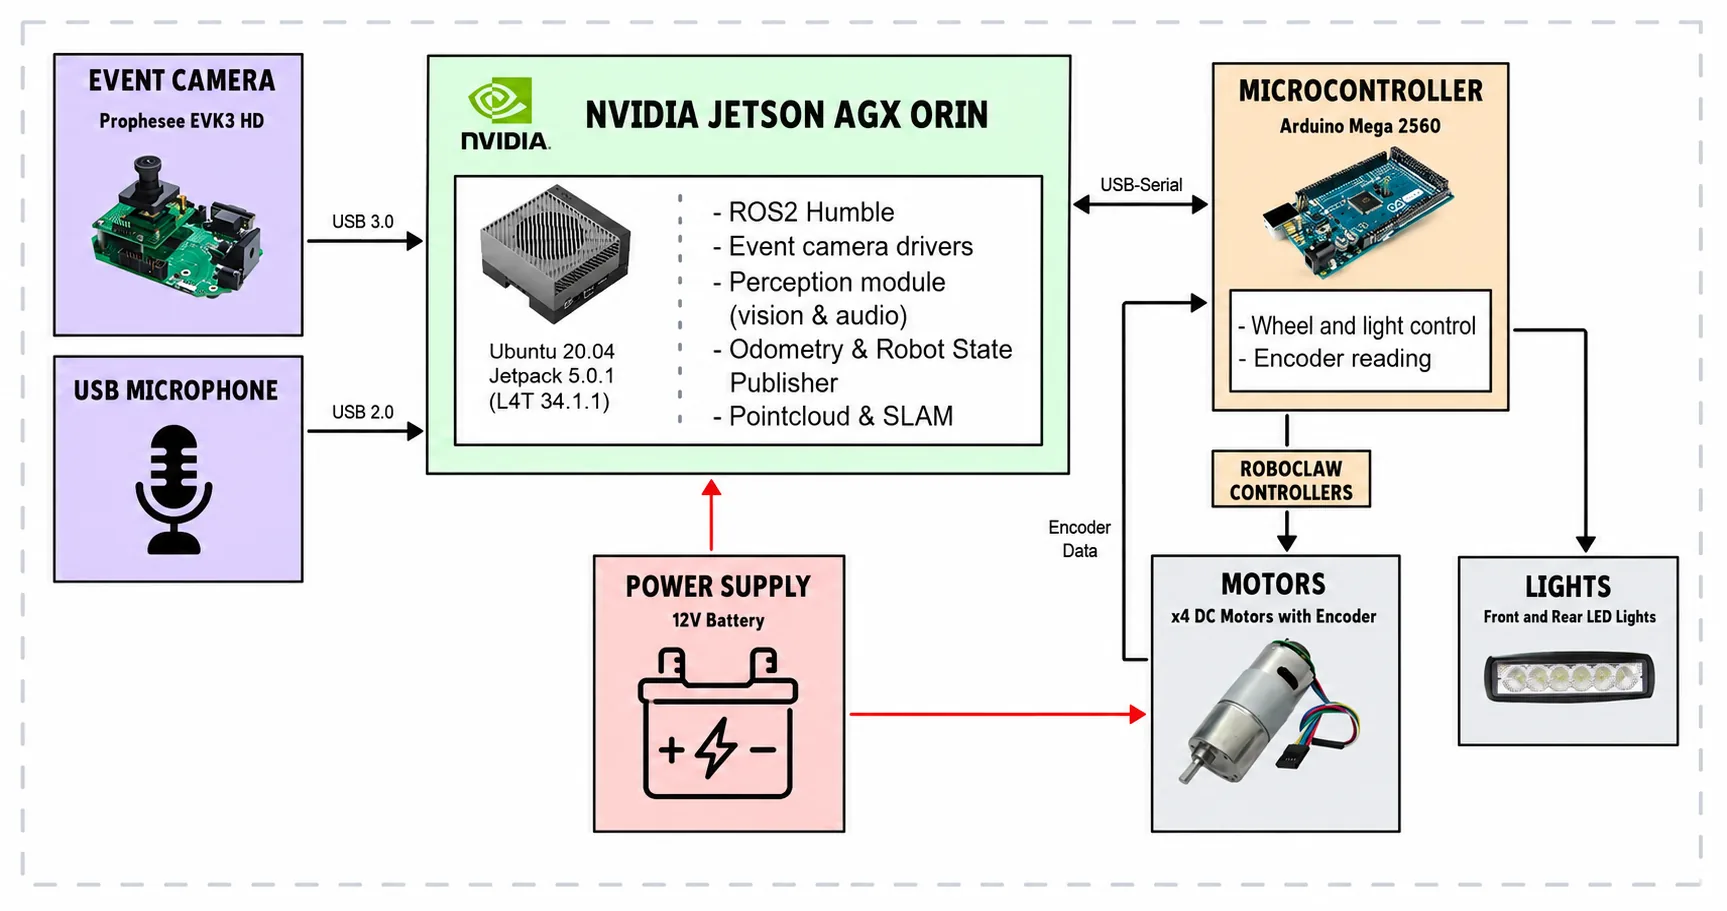 EVENT CAMERA
Prophesee EVK3 HD
USB 3.0
USB MICROPHONE
USB 2.0
NVIDIA.
NVIDIA JETSON AGX ORIN
Ubuntu 20.04
Jetpack 5.0.1
(L4T 34.1.1)
- ROS2 Humble
- Event camera drivers
- Perception module
(vision & audio)
- Odometry & Robot State
Publisher
- Pointcloud & SLAM
USB-Serial
MICROCONTROLLER
Arduino Mega 2560
- Wheel and light control
- Encoder reading
ROBOCLAW
CONTROLLERS
Encoder
Data
POWER SUPPLY
12V Battery
MOTORS
x4 DC Motors with Encoder
LIGHTS
Front and Rear LED Lights